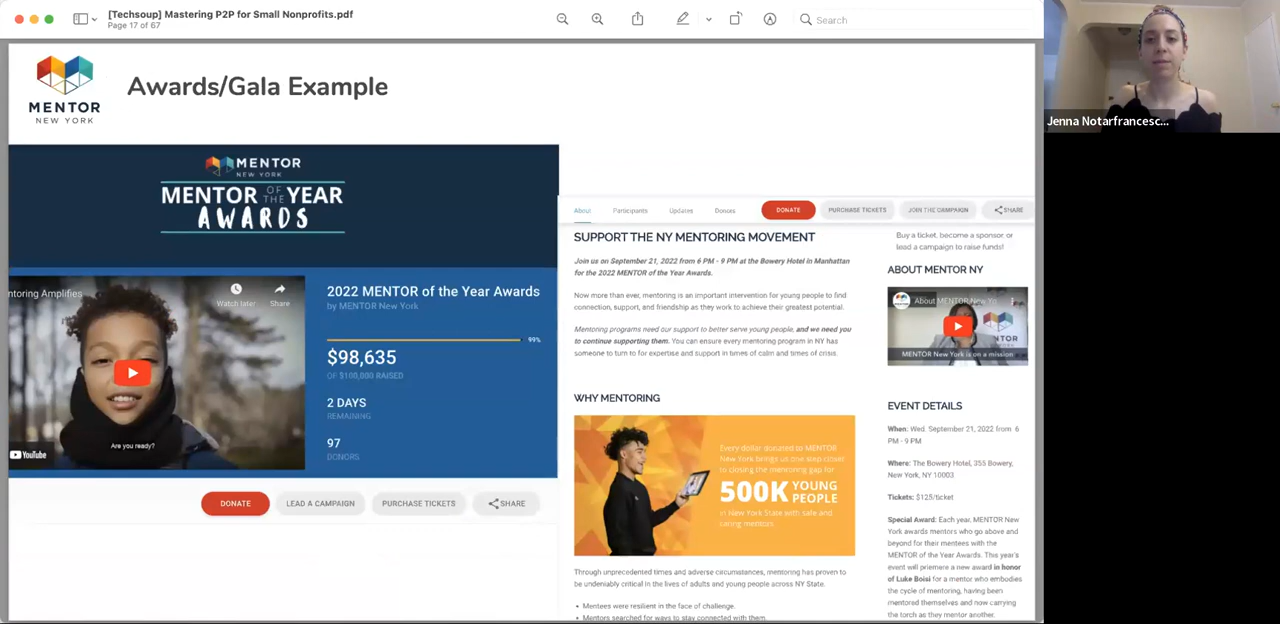 [Techsoup] Mastering P2P for Small Nonprofits.pdf
Page 17 of 67
Search
Jenna Notarfrancesc...
MENTOR
NEW YORK
Awards/Gala Example
MENTOR
NEW YORK
MENTOR OF THE YEAR
AWARDS
ntoring Amplifies
Watch later
Share
Are you ready?
YouTube
2022 MENTOR of the Year Awards
by MENTOR New York
99%
$98,635
OF $100,000 RAISED
2 DAYS
REMAINING
97
DONORS
DONATE
LEAD A CAMPAIGN
PURCHASE TICKETS
SHARE
About
Participants
Updates
Donors
DONATE
PURCHASE TICKETS
JOIN THE CAMPAIGN
SHARE
SUPPORT THE NY MENTORING MOVEMENT
Join us on September 21, 2022 from 6 PM - 9 PM at the Bowery Hotel in Manhattan
for the 2022 MENTOR of the Year Awards.
Now more than ever, mentoring is an important intervention for young people to find
connection, support, and friendship as they work to achieve their greatest potential.
Mentoring programs need our support to better serve young people, and we need you
to continue supporting them. You can ensure every mentoring program in NY has
someone to turn to for expertise and support in times of calm and times of crisis.
WHY MENTORING
Every dollar donated to MENTOR
New York brings us one step closer
to closing the mentoring gap for
500K YOUNG
PEOPLE
in New York State with safe and
caring mentors.
Through unprecedented times and adverse circumstances, mentoring has proven to
be undeniably critical in the lives of adults and young people across NY State.
• Mentees were resilient in the face of challenge.
• Mentors searched for ways to stay connected with them.
Buy a ticket, become a sponsor, or
lead a campaign to raise funds!
ABOUT MENTOR NY
About MENTOR New Yo
NTOR
MENTOR New York is on a mission
EVENT DETAILS
When: Wed. September 21, 2022 from 6
PM - 9 PM
Where: The Bowery Hotel, 355 Bowery,
New York, NY 10003
Tickets: $125/ticket
Special Award: Each year, MENTOR New
York awards mentors who go above and
beyond for their mentees with the
MENTOR of the Year Awards. This year's
event will premiere a new award in honor
of Luke Boisi for a mentor who embodies
the cycle of mentoring, having been
mentored themselves and now carrying
the torch as they mentor another.